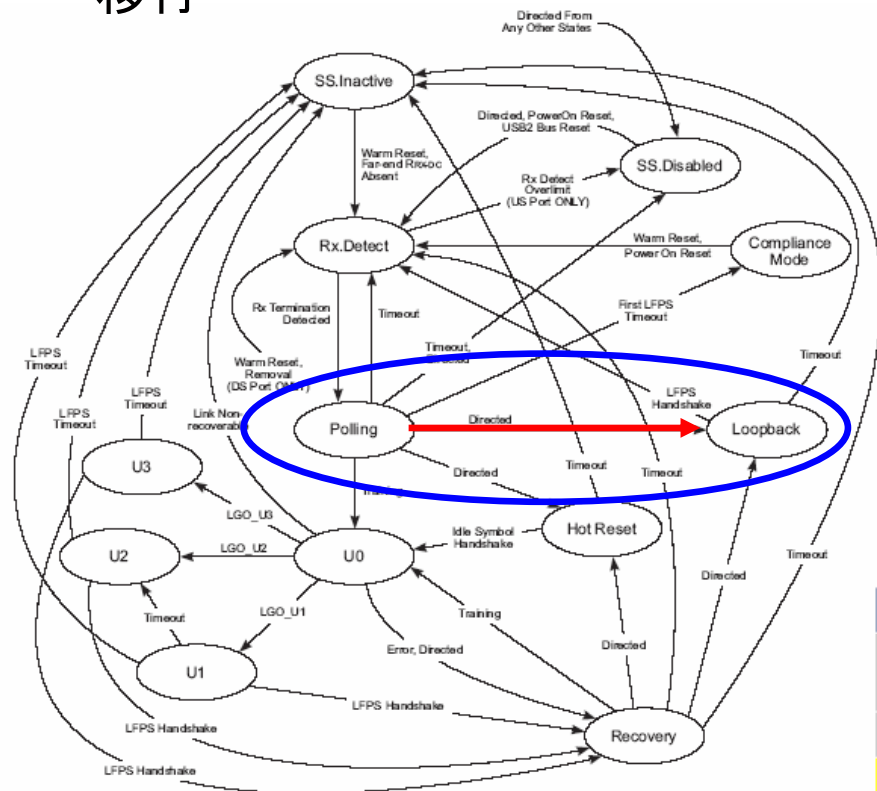 移行
Directed From
Any Other States
SS.Inactive
Directed, PowerOn Reset,
USB2 Bus Reset
SS.Disabled
Warm Reset,
Absent
Rx Detect
Overlimit
(US Port ONLY)
Rx.Detect
Warm Reset,
Power On Reset
Compliance
Mode
Rx Termination
Detected
Timeout
First LFPS
Timeout
LFPS
Timeout
Warm Reset,
Removal
(DS Port ONLY)
Timeout,
Timeout
LFPS
Timeout
LFPS
Timeout
Link Non-
recoverable
LFPS
Handshake
Polling
Directed
Loopback
U3
Directed
Timeout
Timeout
Training
LGO_U3
Idle Symbol
Handshake
Hot Reset
U2
LGO_U2
U0
Timeout
Directed
Timeout
LGO_U1
Training
Error, Directed
Directed
U1
LFPS Handshake
LFPS Handshake
Recovery
LFPS Handshake